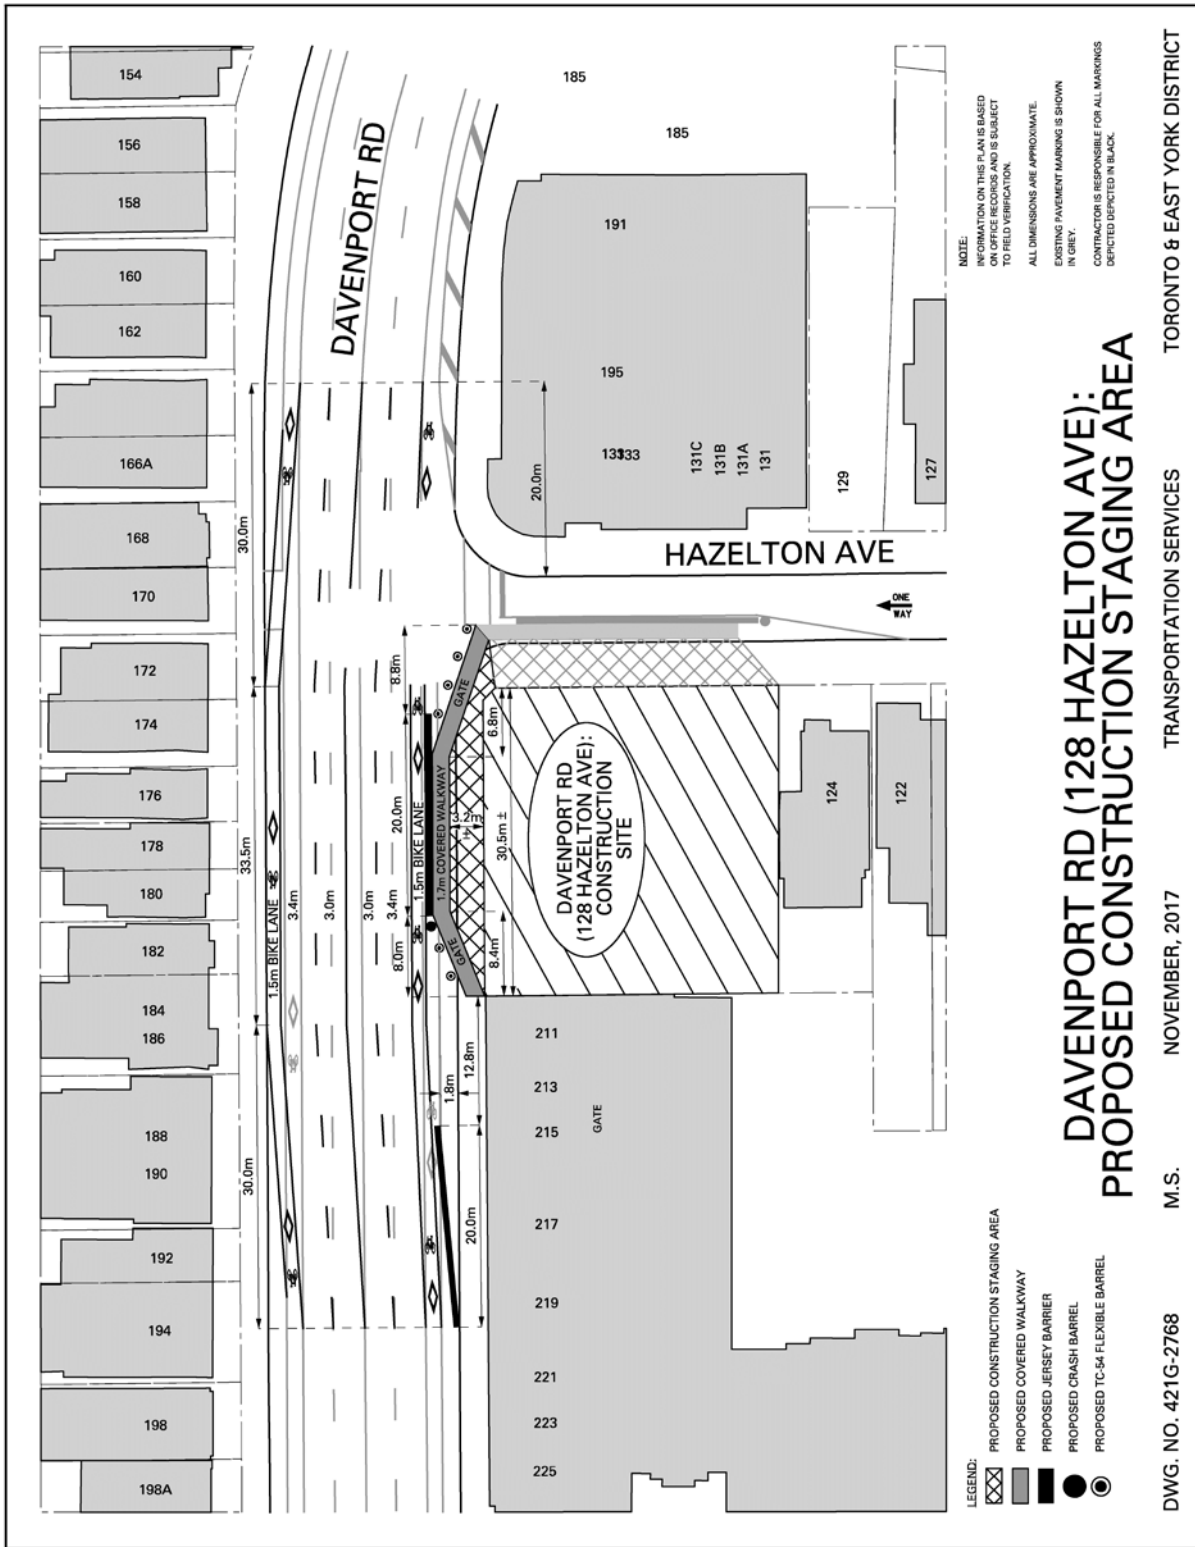 154
156
158
160
162
166A
168
170
172
174
176
178
180
182
184
186
188
190
192
194
198
198A
DAVENPORT RD
185
185
191
195
133
133
131C
131B
131A
131
129
127
HAZELTON AVE
ONE
WAY
30.0m
33.5m
30.0m
20.0m
1.5m BIKE LANE
3.4m
3.0m
3.0m
3.4m
8.8m
20.0m
8.0m
1.5m BIKE LANE
1.7m COVERED WALKWAY
GATE
GATE
3.2m
±
6.8m
30.5m ±
8.4m
12.8m
1.8m
20.0m
DAVENPORT RD
(128 HAZELTON AVE):
CONSTRUCTION
SITE
124
122
211
213
215
GATE
217
219
221
223
225
NOTE:
INFORMATION ON THIS PLAN IS BASED
ON OFFICE RECORDS AND IS SUBJECT
TO FIELD VERIFICATION.
ALL DIMENSIONS ARE APPROXIMATE.
EXISTING PAVEMENT MARKING IS SHOWN
IN GREY.
CONTRACTOR IS RESPONSIBLE FOR ALL MARKINGS
DEPICTED DEPICTED IN BLACK.
LEGEND:
PROPOSED CONSTRUCTION STAGING AREA
PROPOSED COVERED WALKWAY
PROPOSED JERSEY BARRIER
PROPOSED CRASH BARREL
PROPOSED TC-54 FLEXIBLE BARREL
DAVENPORT RD (128 HAZELTON AVE):
PROPOSED CONSTRUCTION STAGING AREA
DWG. NO. 421G-2768 M.S. NOVEMBER, 2017 TRANSPORTATION SERVICES TORONTO & EAST YORK DISTRICT